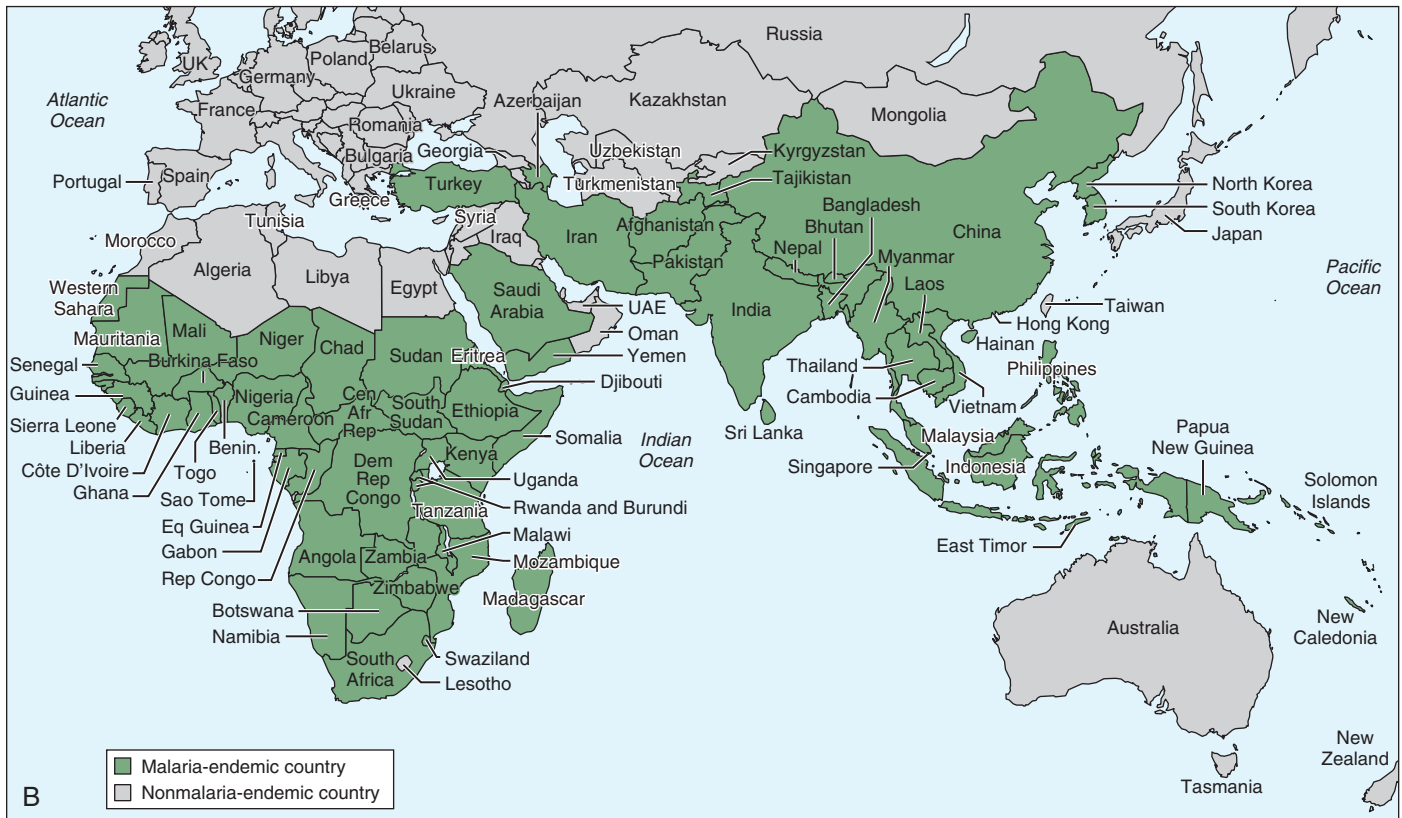 Russia
Belarus
UK
Poland
Germany
Ukraine
Atlantic
Ocean
France
Azerbaijan
Kazakhstan
Mongolia
Romania
Bulgaria
Georgia
Uzbekistan
Kyrgyzstan
Portugal
Spain
Turkey
Turkmenistan
Tajikistan
North Korea
Greece
South Korea
Tunisia
Syria
Bangladesh
Morocco
Iraq
Iran
Afghanistan
Bhutan
China
Japan
Nepal
Myanmar
Algeria
Libya
Egypt
Pakistan
Laos
Pacific
Ocean
Western
Sahara
Saudi
Arabia
UAE
India
Taiwan
Mauritania
Mali
Niger
Chad
Sudan
Eritrea
Oman
Yemen
Hong Kong
Hainan
Senegal
Burkina Faso
Thailand
Philippines
Djibouti
Guinea
Nigeria
Cen
Afr
Rep
South
Sudan
Ethiopia
Cambodia
Vietnam
Sierra Leone
Cameroon
Sri Lanka
Liberia
Benin
Somalia
Indian
Ocean
Malaysia
Papua
New Guinea
Côte D'Ivoire
Togo
Kenya
Dem
Rep
Congo
Singapore
Indonesia
Solomon
Islands
Ghana
Sao Tome
Uganda
Eq Guinea
Tanzania
Rwanda and Burundi
Gabon
Malawi
East Timor
Rep Congo
Angola
Zambia
Mozambique
Zimbabwe
Madagascar
Botswana
Namibia
Australia
New
Caledonia
South
Africa
Swaziland
Lesotho
New
Zealand
Malaria-endemic country
Nonmalaria-endemic country
Tasmania
B